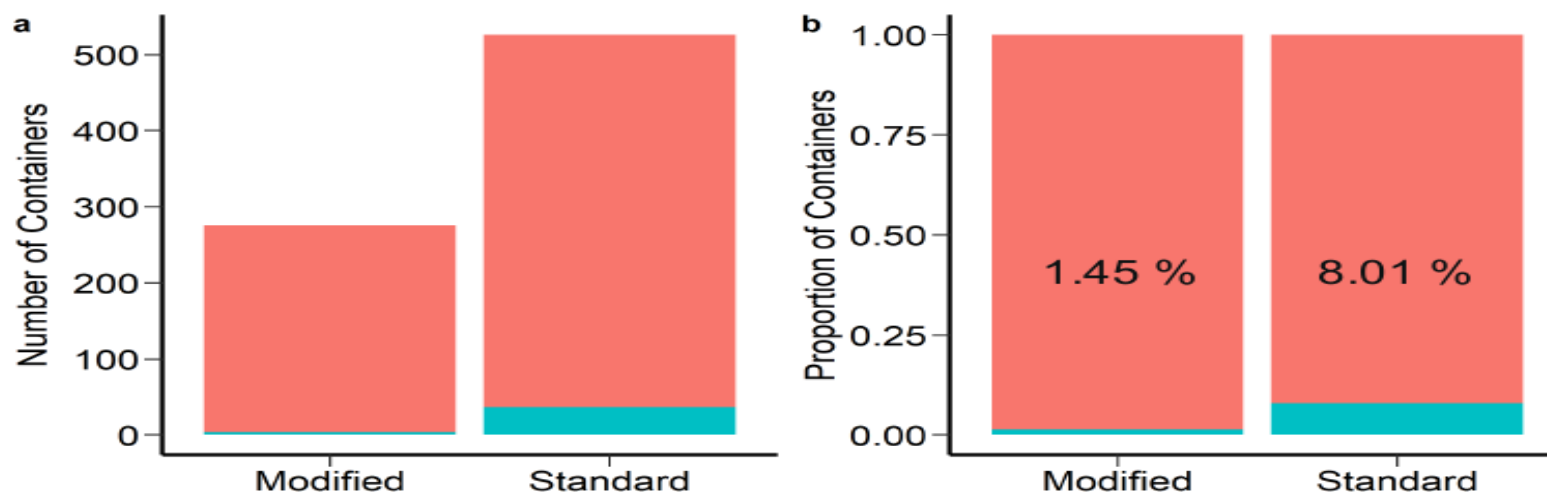 a
Number of Containers
500
400
300
200
100
0
Modified Standard
b
Proportion of Containers
1.00
0.75
0.50
0.25
0.00
1.45 % 8.01 %
Modified Standard